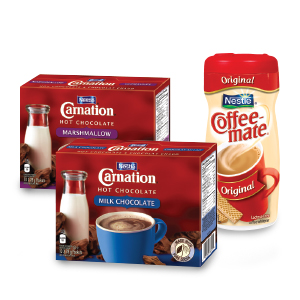 Nestlé
Carnation
HOT CHOCOLATE
MARSHMALLOW
Nestlé
Carnation
HOT CHOCOLATE
MILK CHOCOLATE
Original
Nestlé
Coffee-
mate
Original